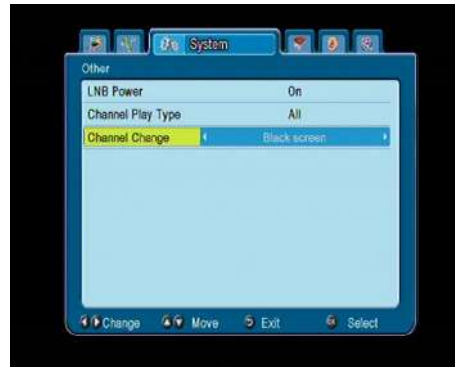 System
Other
LNB Power On
Channel Play Type All
Channel Change Black screen
Change Move Exit Select